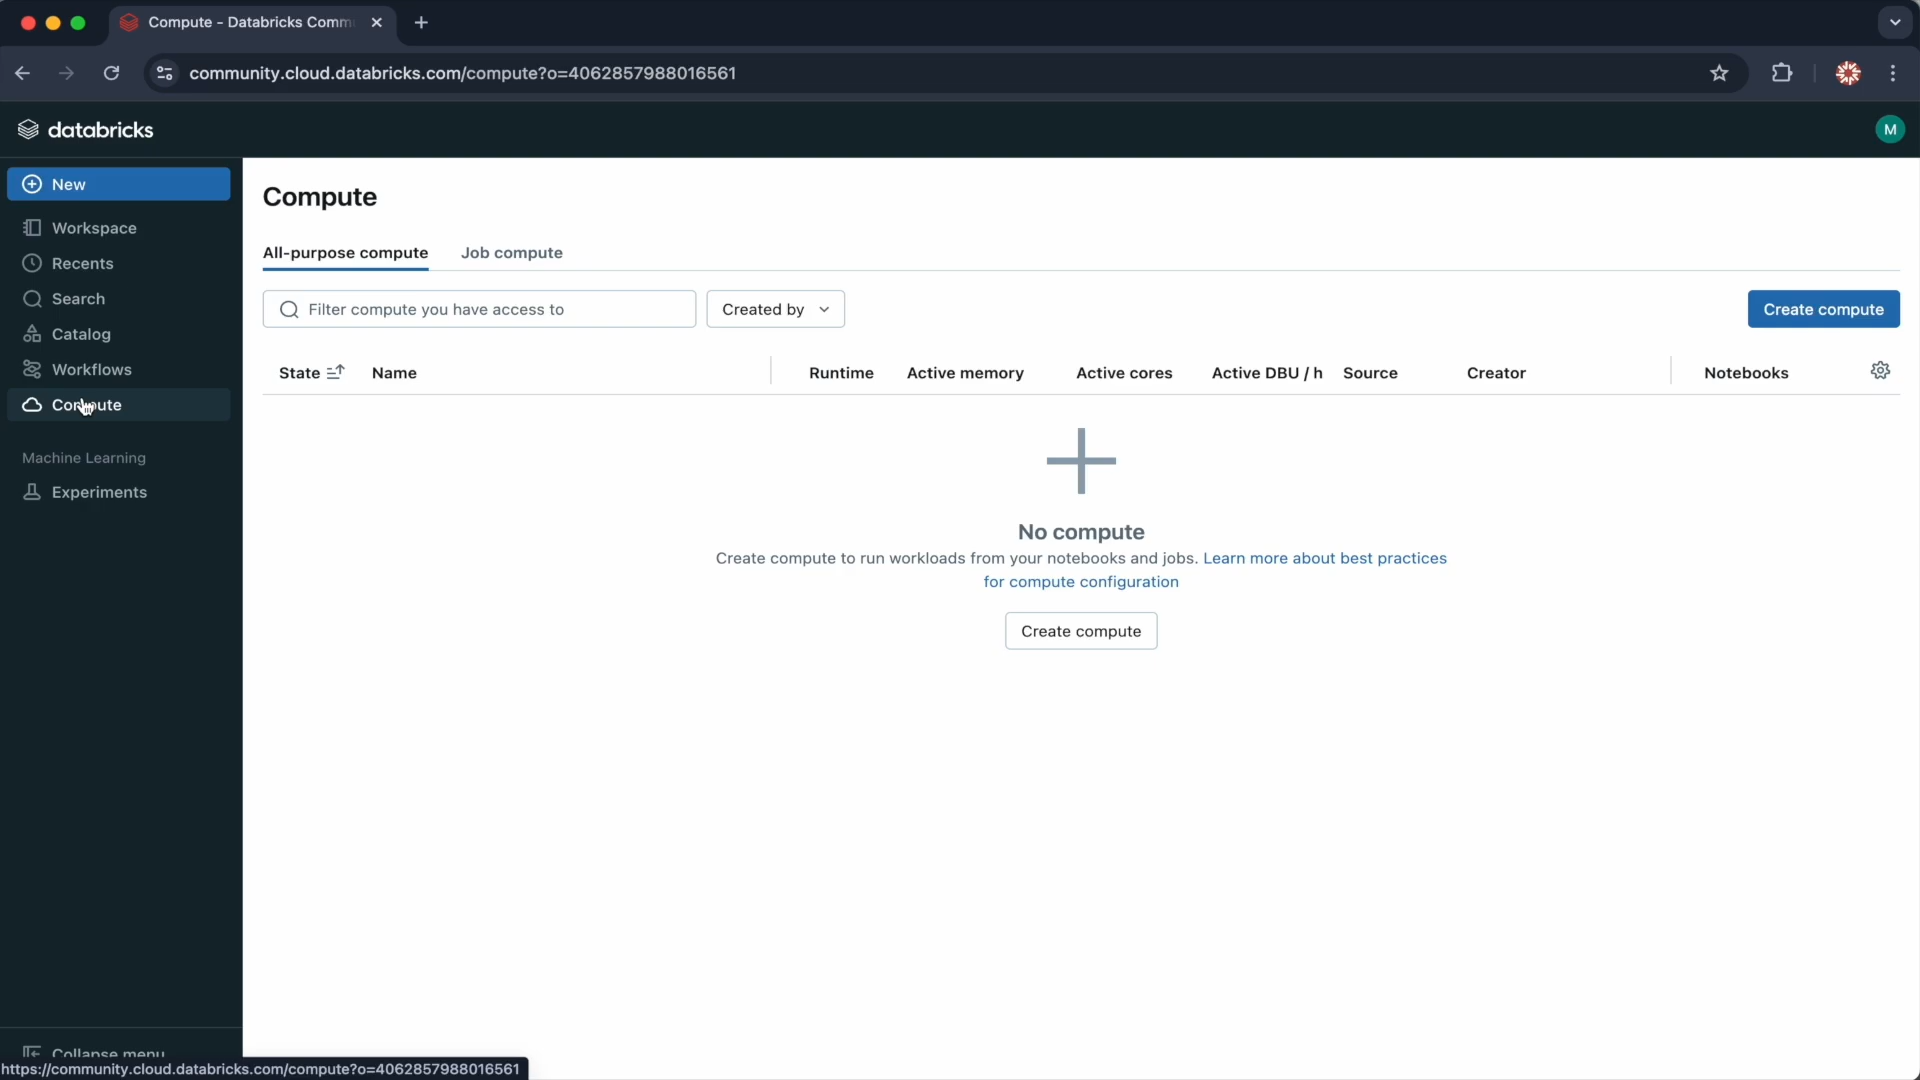 Compute - Databricks Comm
community.cloud.databricks.com/compute?o=4062857988016561
databricks
M
New
Workspace
Recents
Search
Catalog
Workflows
Compute
Machine Learning
Experiments
Collapse menu
Compute
All-purpose compute Job compute
Filter compute you have access to Created by Create compute
State Name Runtime Active memory Active cores Active DBU / h Source Creator Notebooks
No compute
Create compute to run workloads from your notebooks and jobs. Learn more about best practices
for compute configuration
Create compute
https://community.cloud.databricks.com/compute?o=4062857988016561